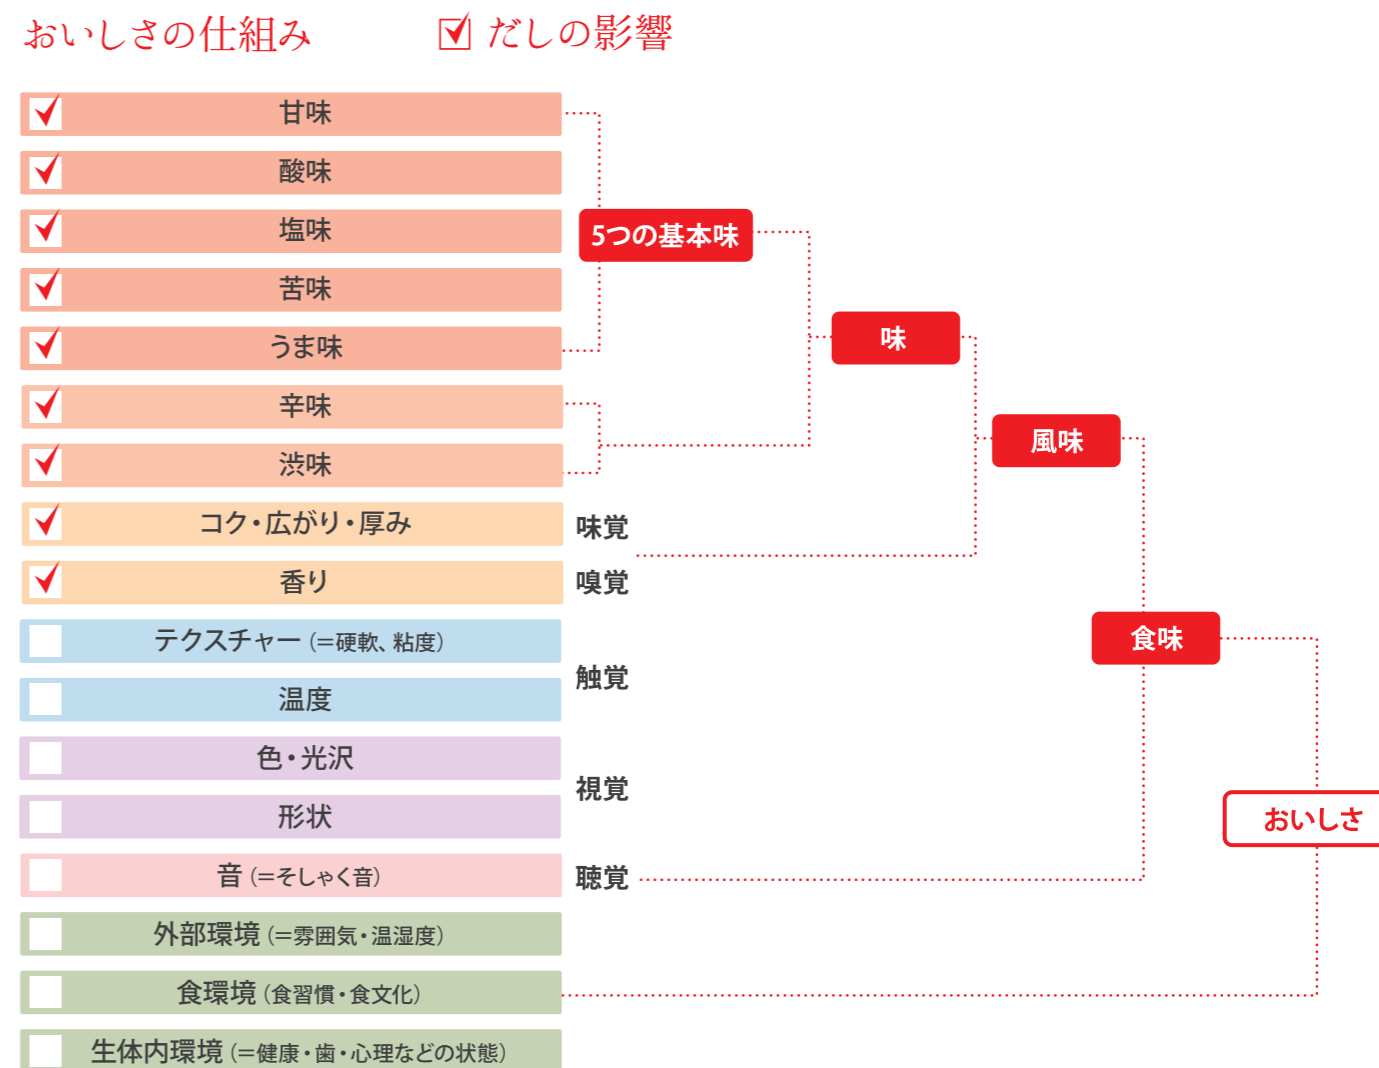 おいしさの仕組み
だしの影響
甘味
酸味
塩味
苦味
うま味
辛味
渋味
コク・広がり・厚み
香り
テクスチャー（＝硬軟、粘度）
温度
色・光沢
形状
音（＝そしゃく音）
外部環境（＝雰囲気・温湿度）
食環境（食習慣・食文化）
生体内環境（＝健康・歯・心理などの状態）
5つの基本味
味覚
嗅覚
触覚
視覚
聴覚
味
風味
食味
おいしさ